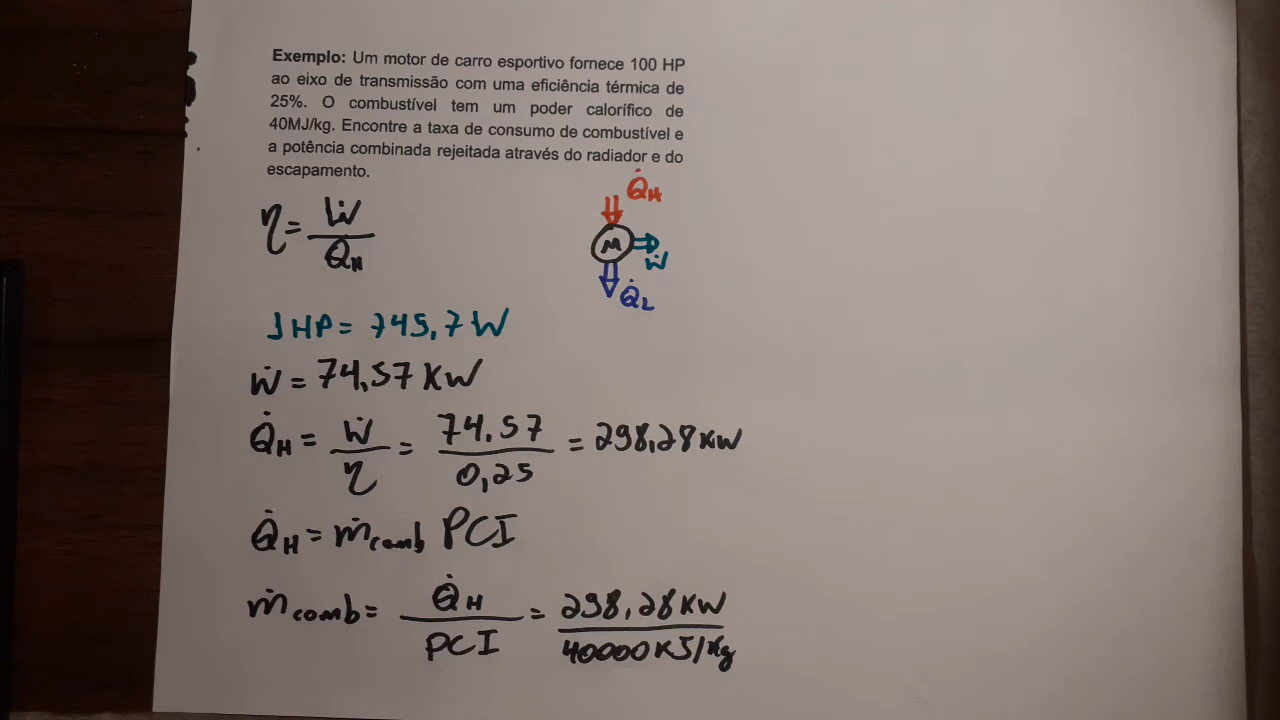 Exemplo: Um motor de carro esportivo fornece 100 HP
ao eixo de transmissão com uma eficiência térmica de
25%. O combustível tem um poder calorífico de
40MJ/kg. Encontre a taxa de consumo de combustível e
a potência combinada rejeitada através do radiador e do
escapamento.
Q̇H
η = Ẇ / Q̇H
M
Ẇ
Q̇L
1 HP = 745,7 W
Ẇ = 74,57 KW
Q̇H = Ẇ / η = 74,57 / 0,25 = 298,28 KW
Q̇H = ṁcomb PCI
ṁcomb = Q̇H / PCI = 298,28 KW / 40000 KJ/Kg